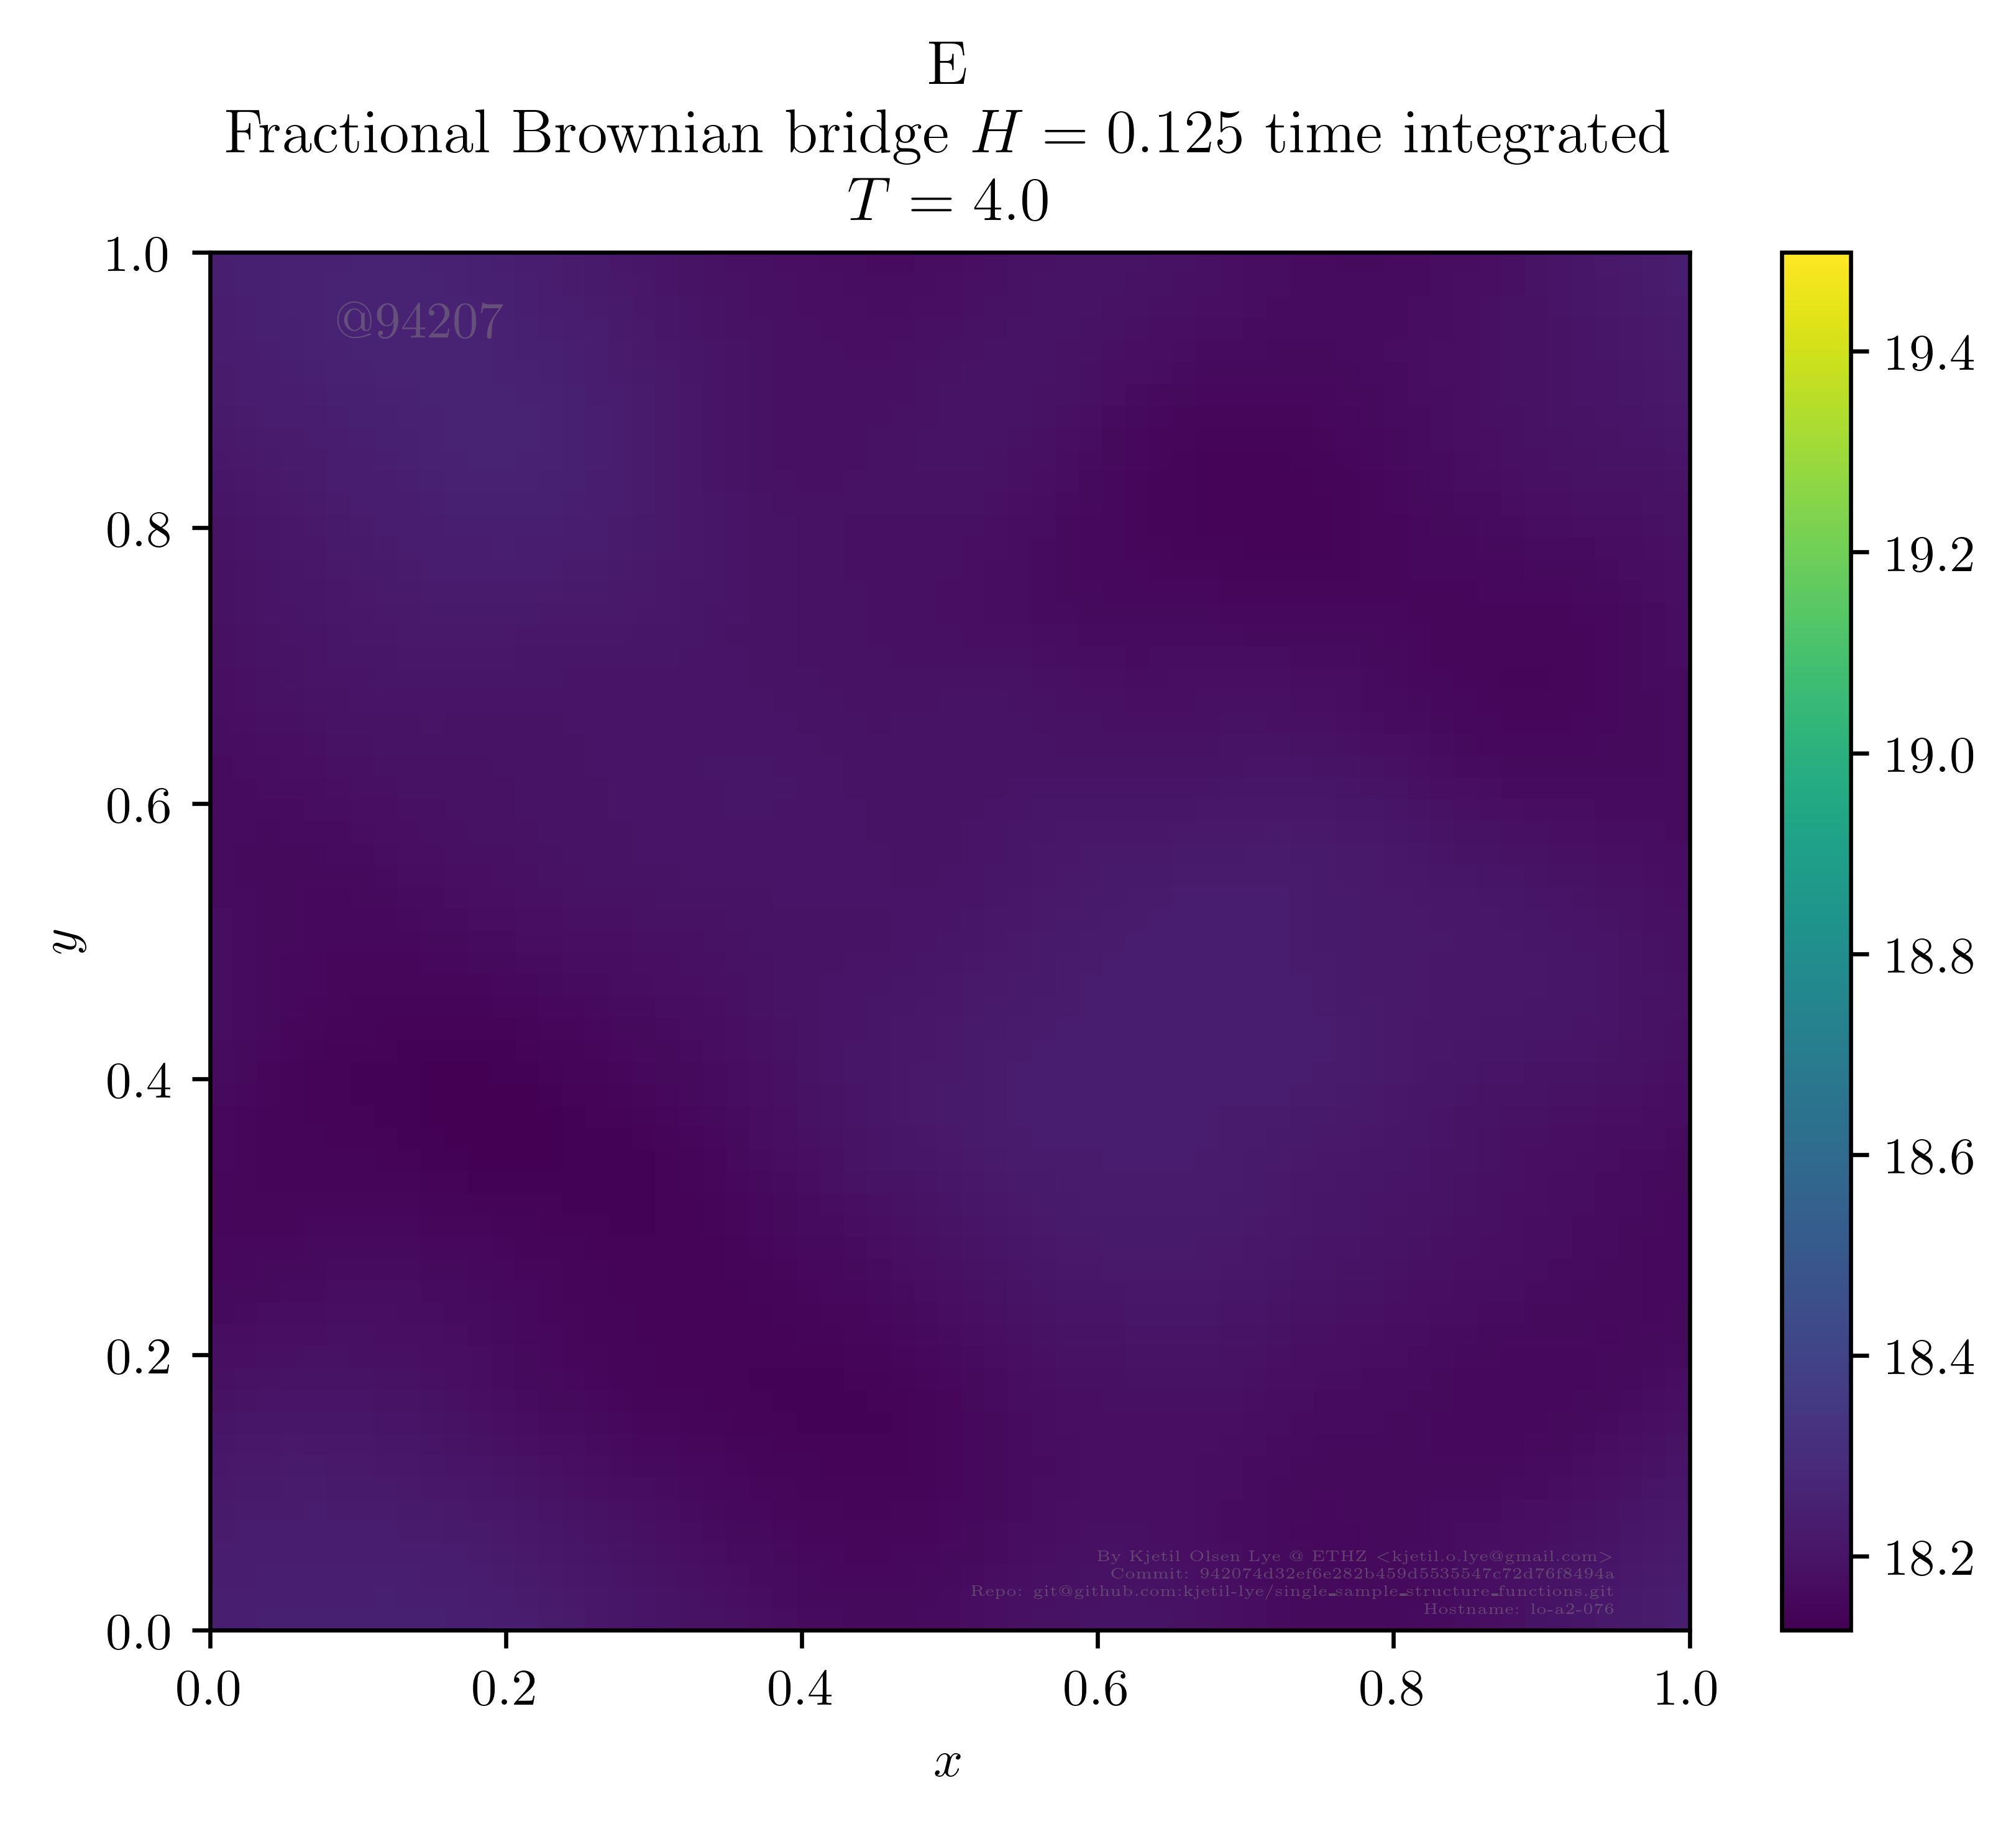 E
Fractional Brownian bridge H = 0.125 time integrated
T = 4.0
1.0
0.8
0.6
0.4
0.2
0.0
y
0.0 0.2 0.4 0.6 0.8 1.0
x
19.4
19.2
19.0
18.8
18.6
18.4
18.2
@94207
By Kjetil Olsen Lye @ ETHZ <kjetil.o.lye@gmail.com>
Commit: 942074d32ef6e282b459d5535547c72d76f8494a
Repo: git@github.com:kjetil-lye/single_sample_structure_functions.git
Hostname: lo-a2-076